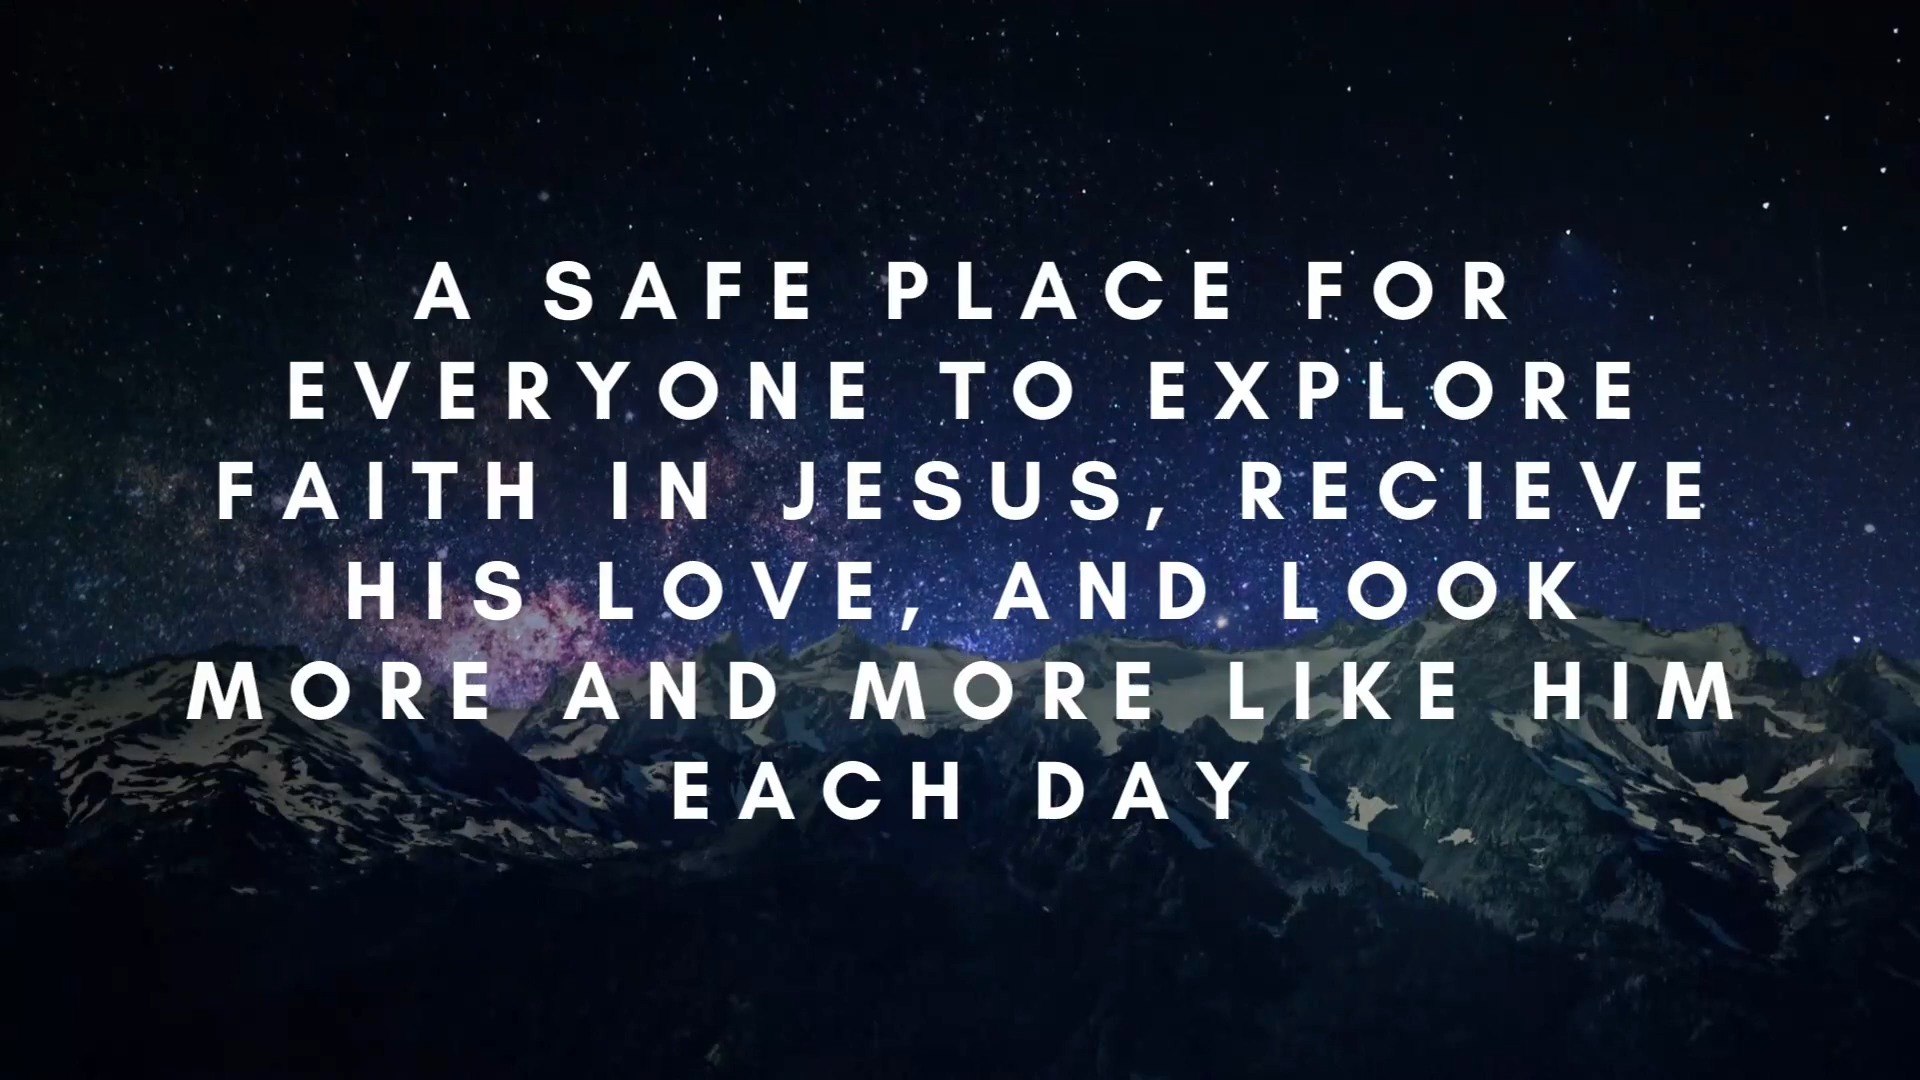 A SAFE PLACE FOR
EVERYONE TO EXPLORE
FAITH IN JESUS, RECIEVE
HIS LOVE, AND LOOK
MORE AND MORE LIKE HIM
EACH DAY